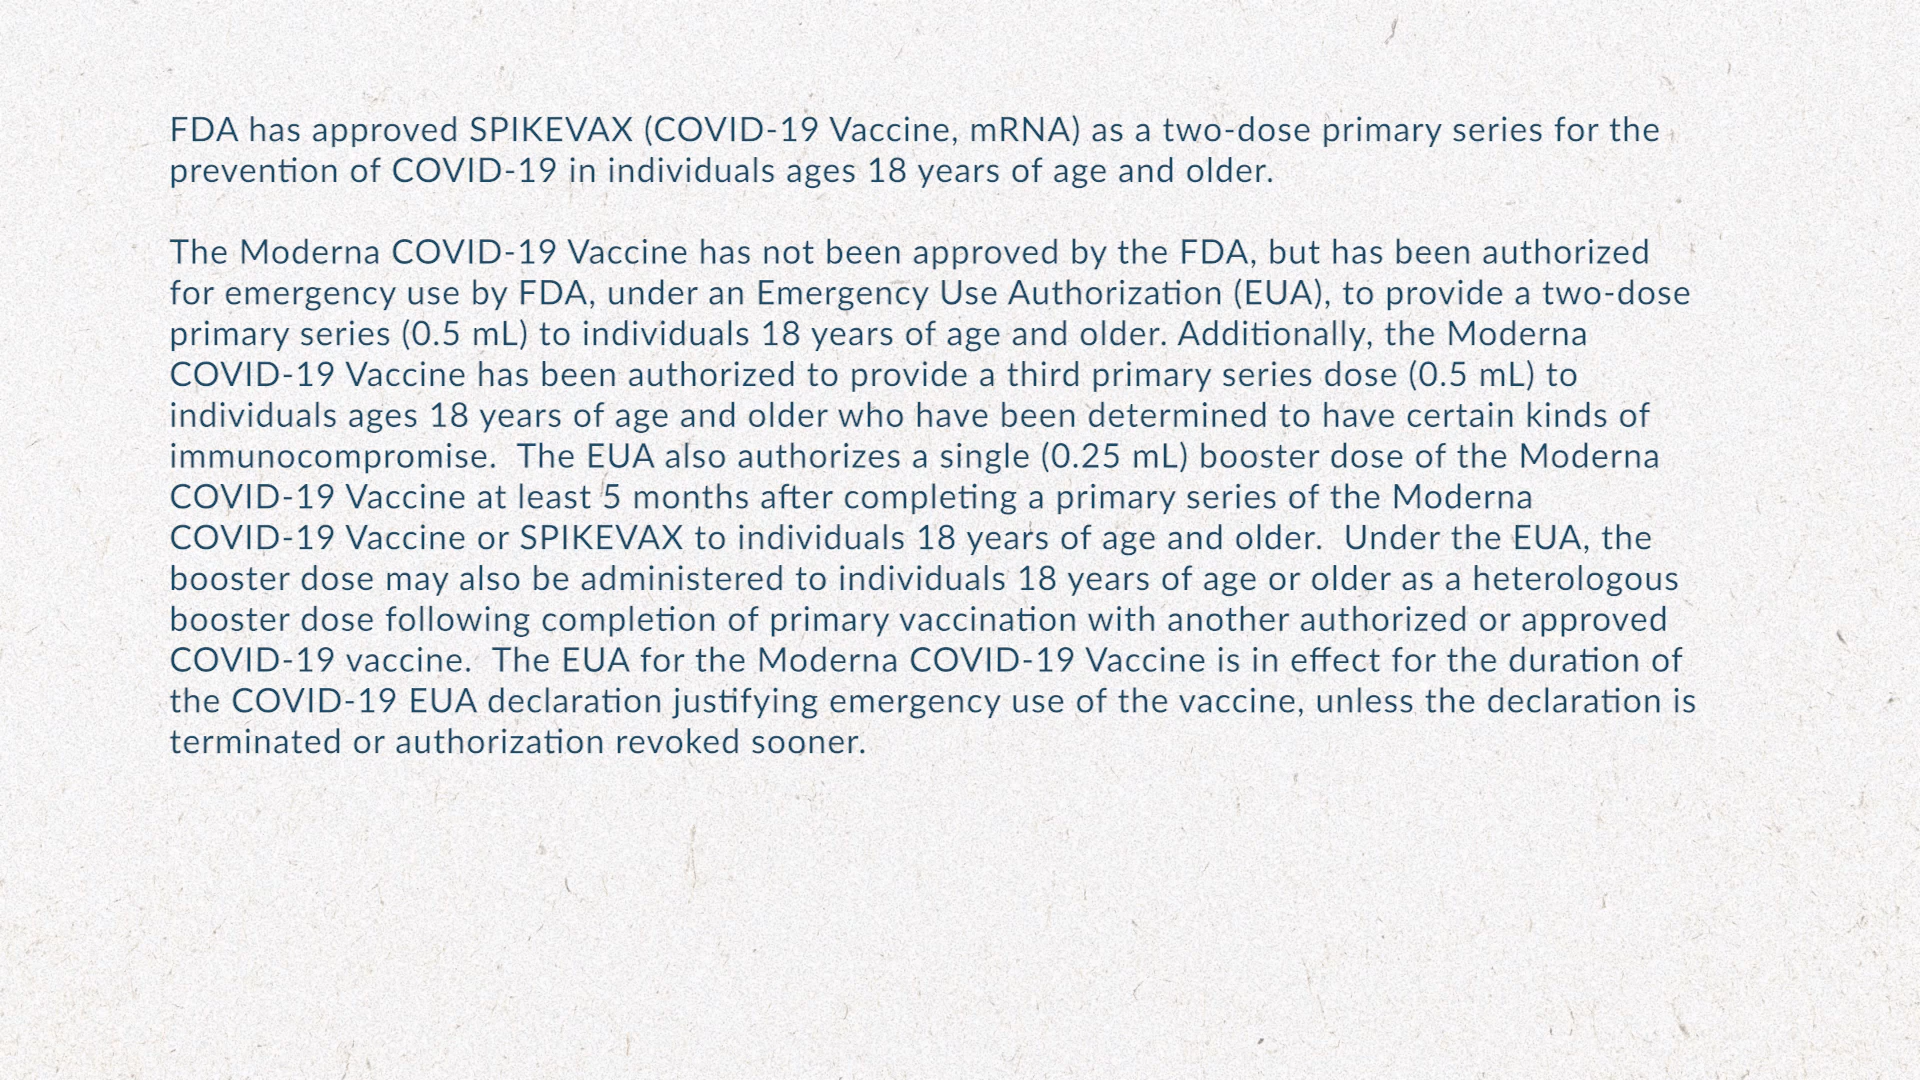 FDA has approved SPIKEVAX (COVID-19 Vaccine, mRNA) as a two-dose primary series for the
prevention of COVID-19 in individuals ages 18 years of age and older.
The Moderna COVID-19 Vaccine has not been approved by the FDA, but has been authorized
for emergency use by FDA, under an Emergency Use Authorization (EUA), to provide a two-dose
primary series (0.5 mL) to individuals 18 years of age and older. Additionally, the Moderna
COVID-19 Vaccine has been authorized to provide a third primary series dose (0.5 mL) to
individuals ages 18 years of age and older who have been determined to have certain kinds of
immunocompromise.  The EUA also authorizes a single (0.25 mL) booster dose of the Moderna
COVID-19 Vaccine at least 5 months after completing a primary series of the Moderna
COVID-19 Vaccine or SPIKEVAX to individuals 18 years of age and older.  Under the EUA, the
booster dose may also be administered to individuals 18 years of age or older as a heterologous
booster dose following completion of primary vaccination with another authorized or approved
COVID-19 vaccine.  The EUA for the Moderna COVID-19 Vaccine is in effect for the duration of
the COVID-19 EUA declaration justifying emergency use of the vaccine, unless the declaration is
terminated or authorization revoked sooner.